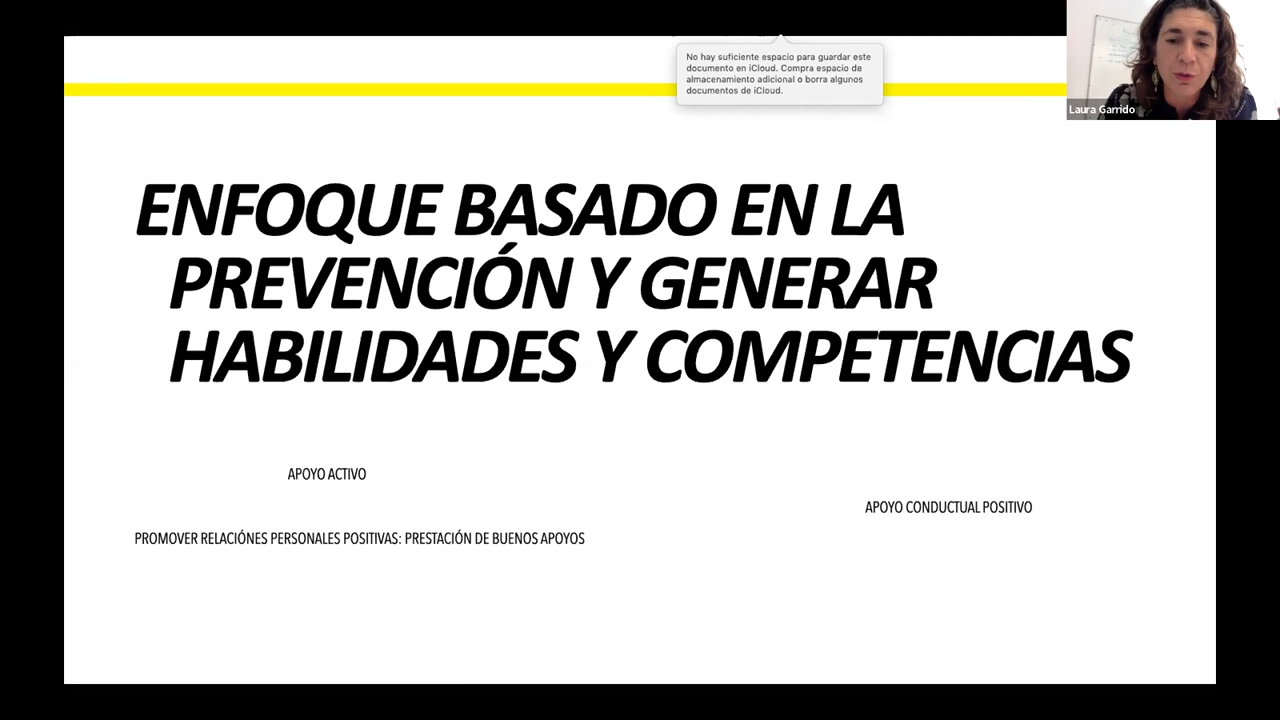 No hay suficiente espacio para guardar este
documento en iCloud. Compra espacio de
almacenamiento adicional o borra algunos
documentos de iCloud.
Laura Garrido
ENFOQUE BASADO EN LA
PREVENCIÓN Y GENERAR
HABILIDADES Y COMPETENCIAS
APOYO ACTIVO
APOYO CONDUCTUAL POSITIVO
PROMOVER RELACIÓNES PERSONALES POSITIVAS: PRESTACIÓN DE BUENOS APOYOS